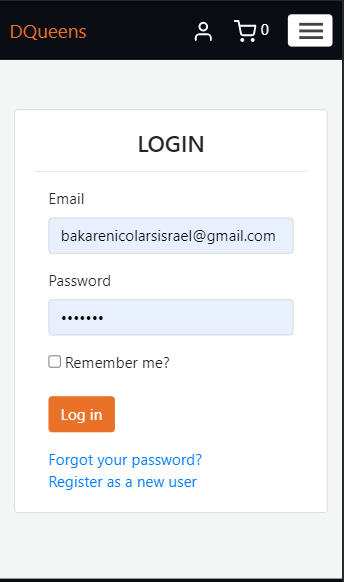 DQueens 0
LOGIN
Email
bakarenicolarsisrael@gmail.com
Password
•••••••
Remember me?
Log in
Forgot your password?
Register as a new user